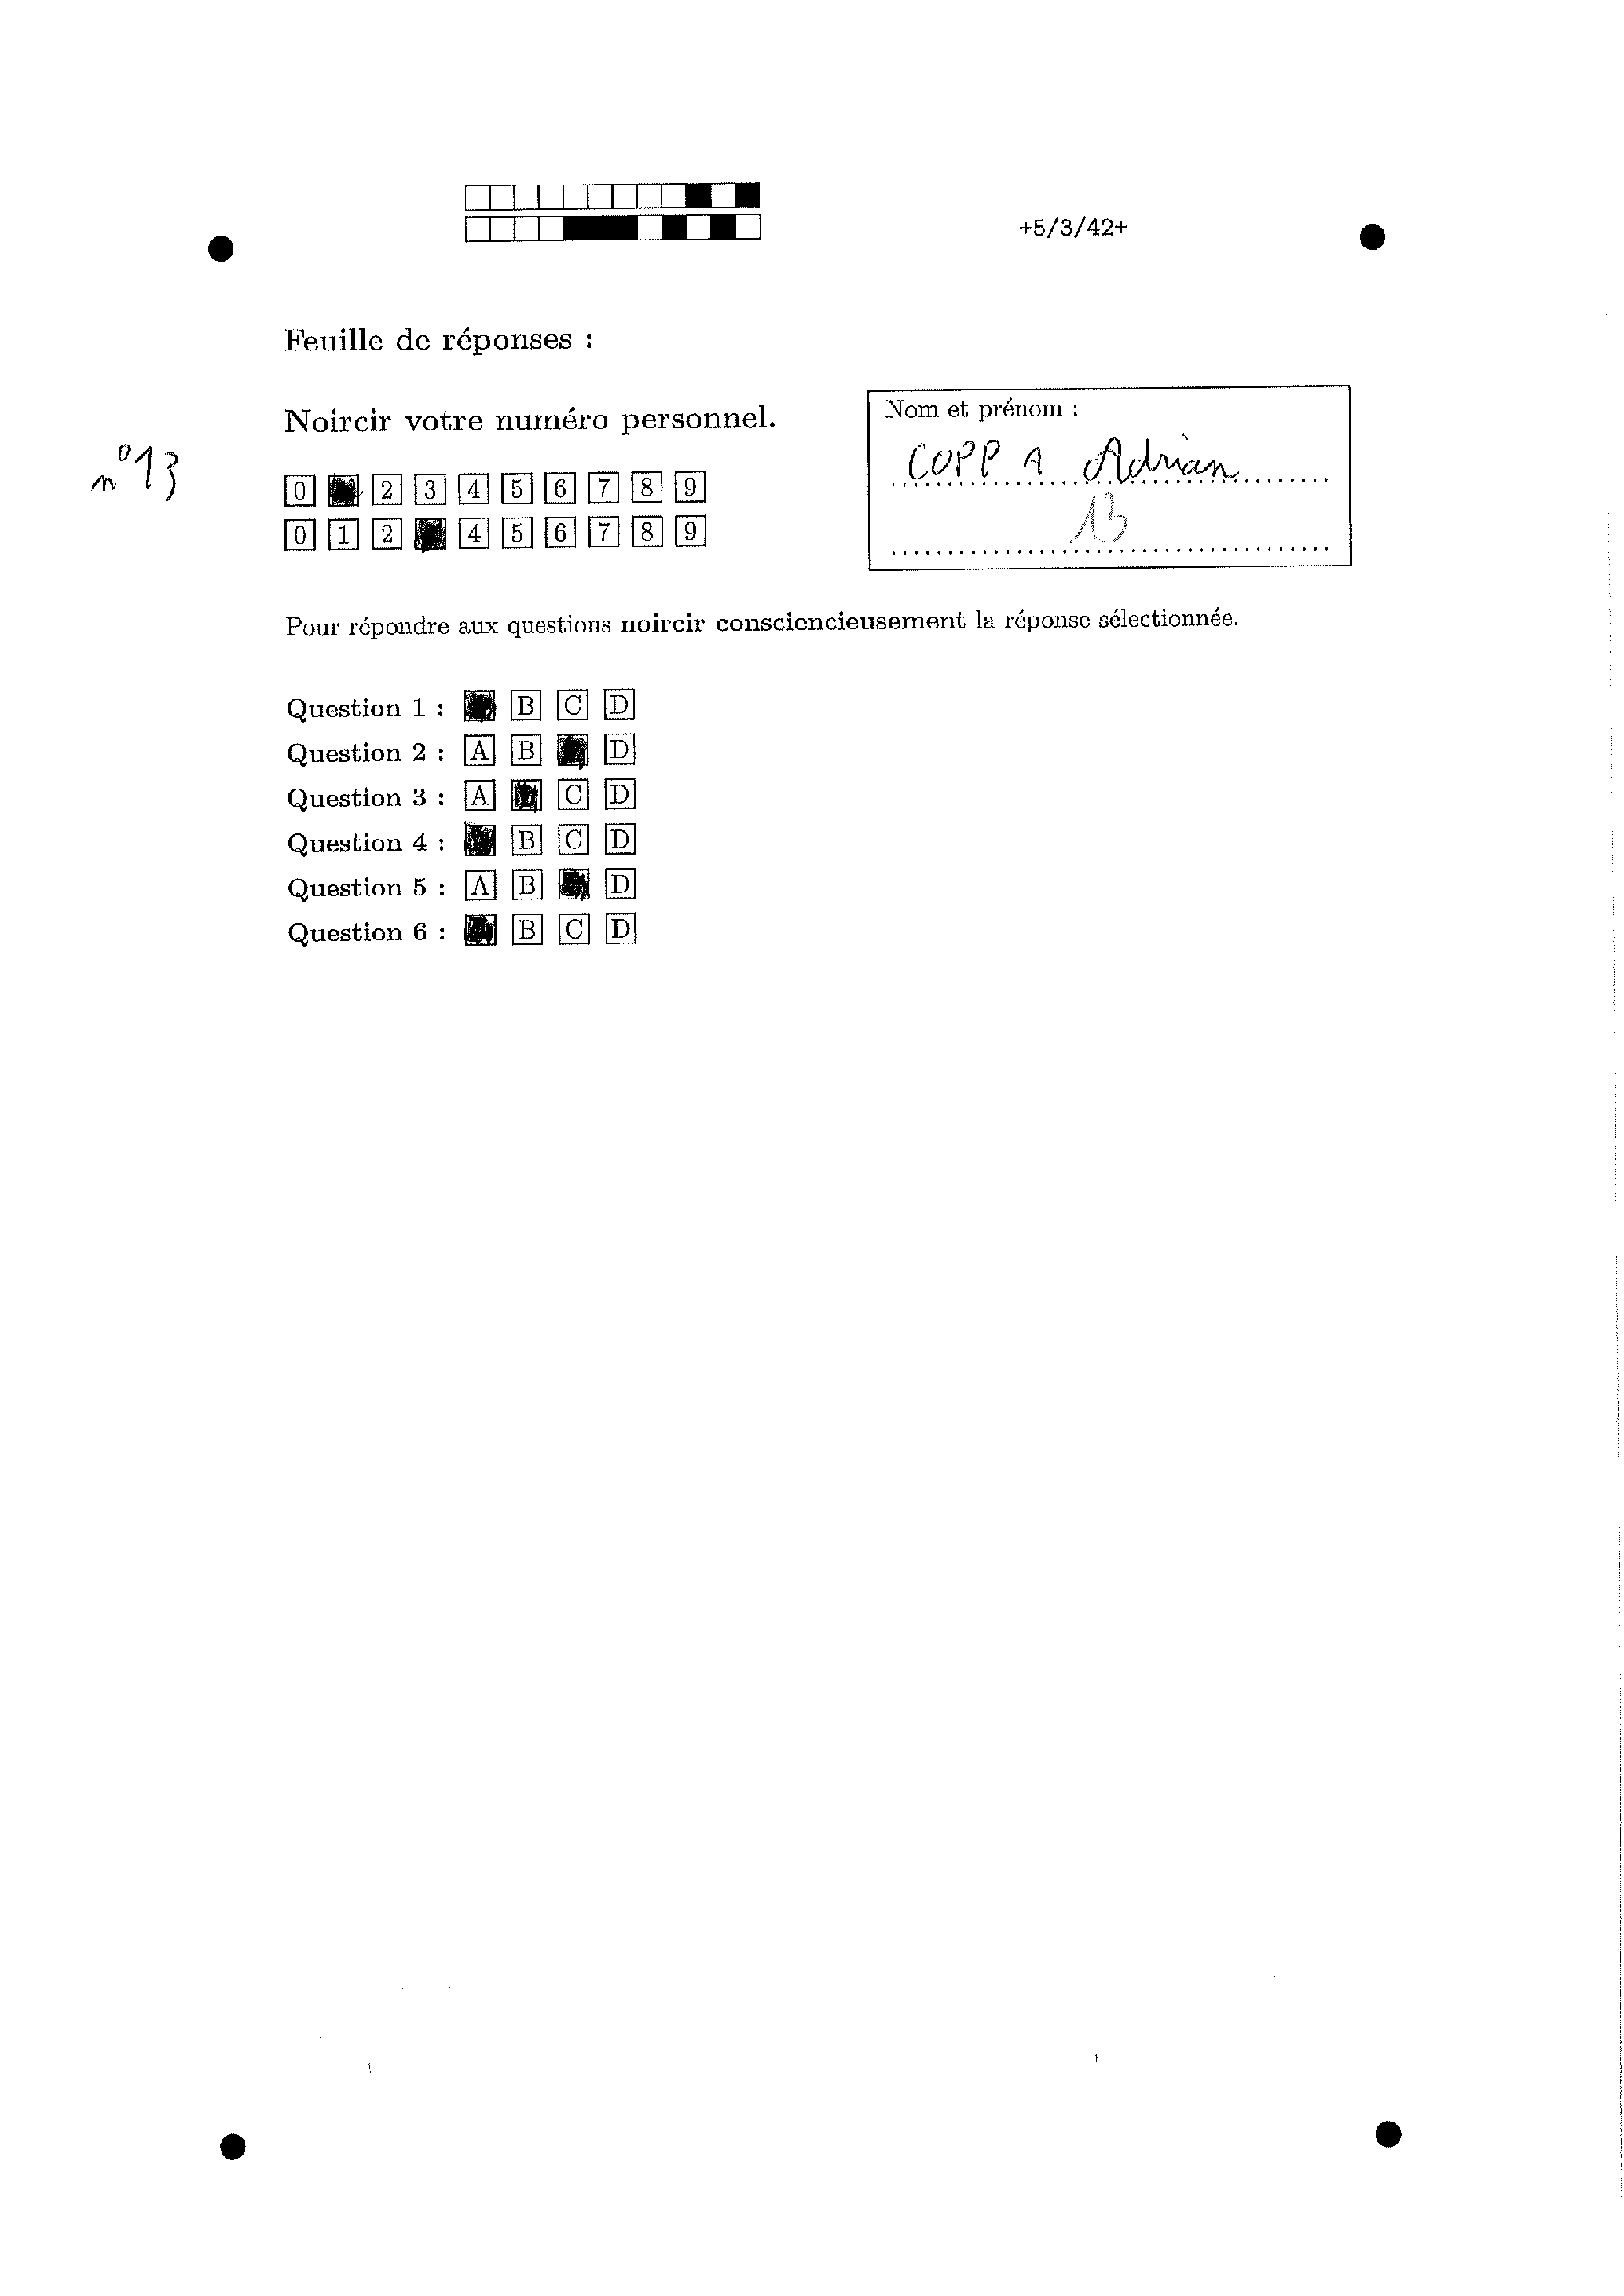 +5/3/42+
Feuille de réponses :
Noircir votre numéro personnel.
Nom et prénom :
COPP 1 Adrian
13
n°13
0 2 3 4 5 6 7 8 9
0 1 2 4 5 6 7 8 9
Pour répondre aux questions noircir consciencieusement la réponse sélectionnée.
Question 1 : B C D
Question 2 : A B D
Question 3 : A C D
Question 4 : B C D
Question 5 : A B D
Question 6 : B C D